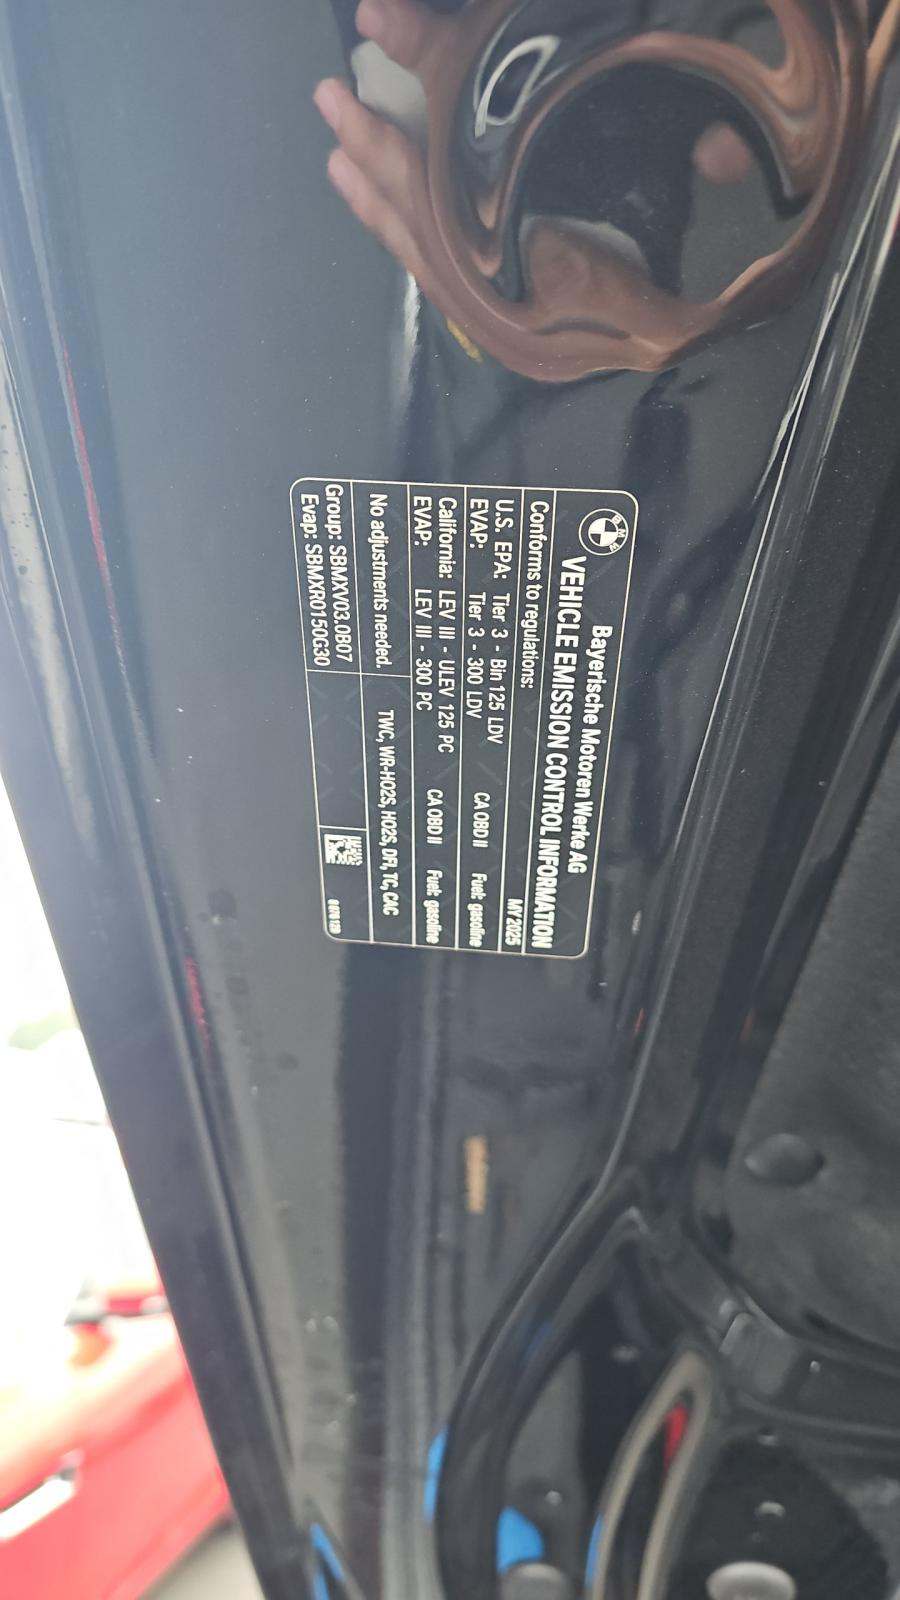 BMW
Bayerische Motoren Werke AG
VEHICLE EMISSION CONTROL INFORMATION
Conforms to regulations: MY 2025
U.S. EPA: Tier 3 - Bin 125 LDV
EVAP: Tier 3 - 300 LDV CA OBD II Fuel: gasoline
California: LEV III - ULEV 125 PC
EVAP: LEV III - 300 PC CA OBD II Fuel: gasoline
No adjustments needed. TWC, WR-HO2S, HO2S, DFI, TC, CAC
Group: SBMXV03.0B07
Evap: SBMXR0150G30